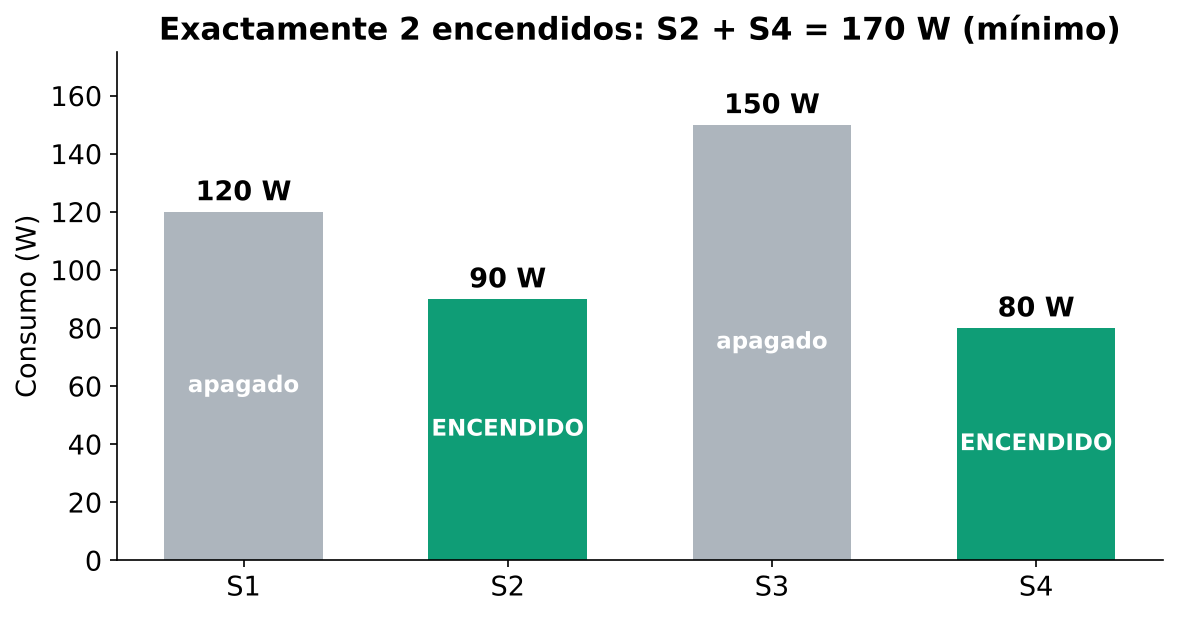 Exactamente 2 encendidos: S2 + S4 = 170 W (mínimo)
Consumo (W)
160
140
120
100
80
60
40
20
0
120 W
apagado
90 W
ENCENDIDO
150 W
apagado
80 W
ENCENDIDO
S1
S2
S3
S4